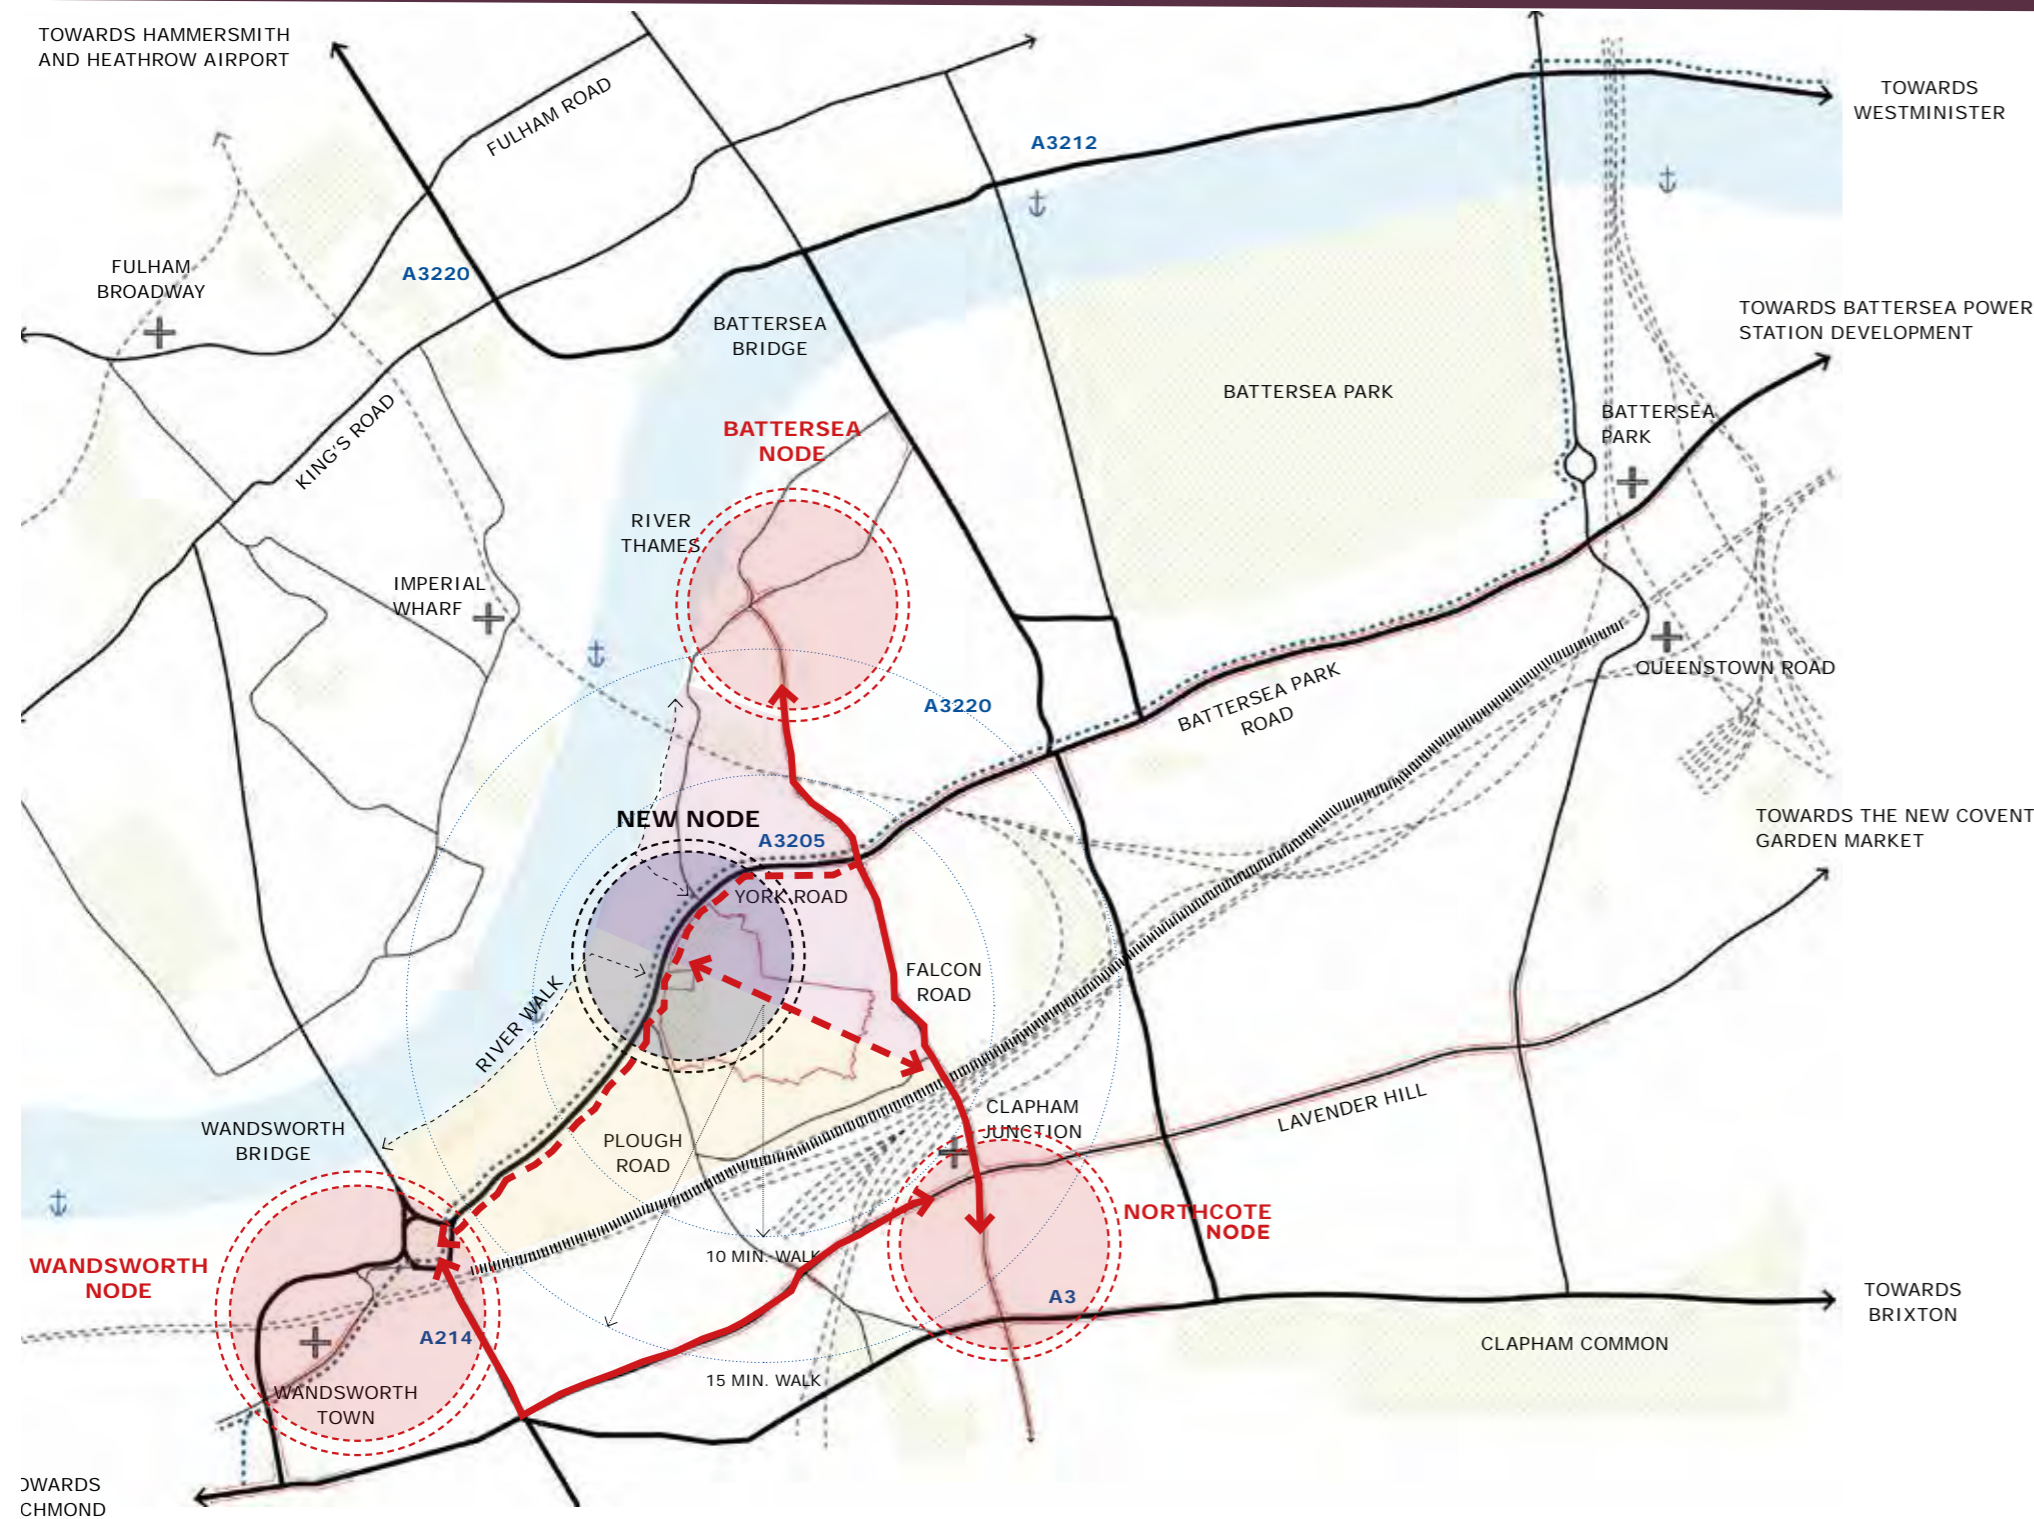 TOWARDS HAMMERSMITH
AND HEATHROW AIRPORT
FULHAM ROAD
TOWARDS
WESTMINISTER
A3212
FULHAM
BROADWAY
A3220
BATTERSEA
BRIDGE
TOWARDS BATTERSEA POWER
STATION DEVELOPMENT
KING'S ROAD
BATTERSEA PARK
BATTERSEA
PARK
BATTERSEA
NODE
RIVER
THAMES
IMPERIAL
WHARF
QUEENSTOWN ROAD
A3220
BATTERSEA PARK
ROAD
NEW NODE
A3205
TOWARDS THE NEW COVENT
GARDEN MARKET
YORK ROAD
FALCON
ROAD
RIVER WALK
CLAPHAM
JUNCTION
LAVENDER HILL
WANDSWORTH
BRIDGE
PLOUGH
ROAD
NORTHCOTE
NODE
WANDSWORTH
NODE
10 MIN. WALK
A3
TOWARDS
BRIXTON
A214
CLAPHAM COMMON
15 MIN. WALK
WANDSWORTH
TOWN
OWARDS
CHMOND